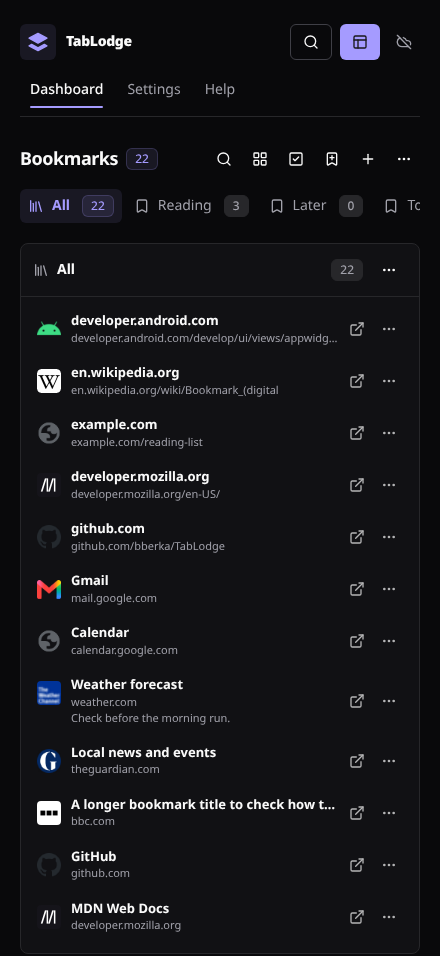 TabLodge
Dashboard Settings Help
Bookmarks 22
All 22 Reading 3 Later 0
All 22
developer.android.com
developer.android.com/develop/ui/views/appwidg...
W
en.wikipedia.org
en.wikipedia.org/wiki/Bookmark_(digital
example.com
example.com/reading-list
developer.mozilla.org
developer.mozilla.org/en-US/
github.com
github.com/bberka/TabLodge
Gmail
mail.google.com
Calendar
calendar.google.com
The Weather Channel
Weather forecast
weather.com
Check before the morning run.
G
Local news and events
theguardian.com
A longer bookmark title to check how t...
bbc.com
GitHub
github.com
MDN Web Docs
developer.mozilla.org